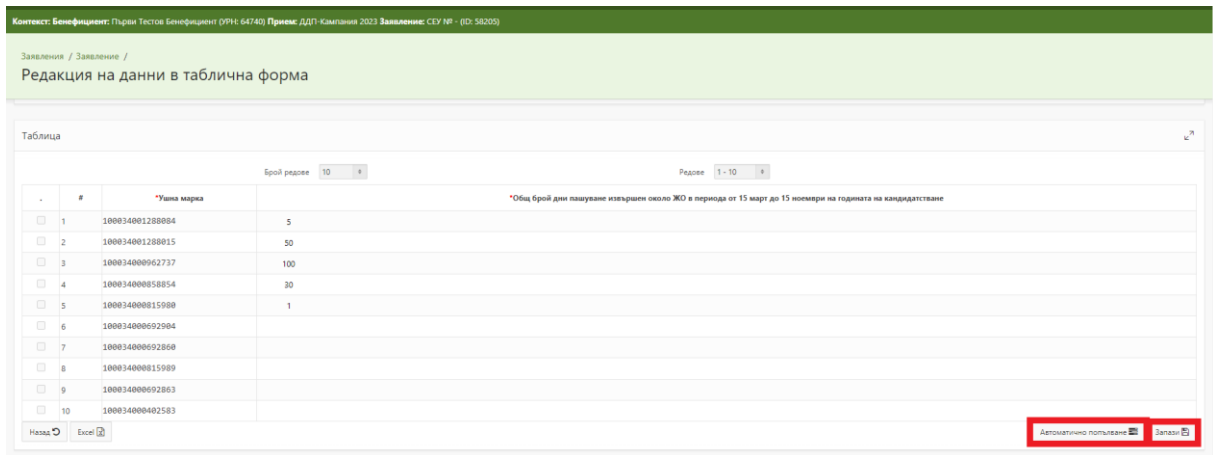 Контекст: Бенефициент: Първи Тестов Бенефициент (УРН: 64740) Прием: ДДП-Кампания 2023 Заявление: СЕУ № - (ID: 58205)
Заявления / Заявление /
Редакция на данни в таблична форма
Таблица
Брой редове 10 Редове 1 - 10
. # *Ушна марка *Общ брой дни пашуване извършен около ЖО в периода от 15 март до 15 ноември на годината на кандидатстване
1 100034001288084 5
2 100034001288015 50
3 100034000962737 100
4 100034000858854 30
5 100034000815980 1
6 100034000692904
7 100034000692860
8 100034000815989
9 100034000692863
10 100034000402583
Назад Excel Автоматично попълване Запази